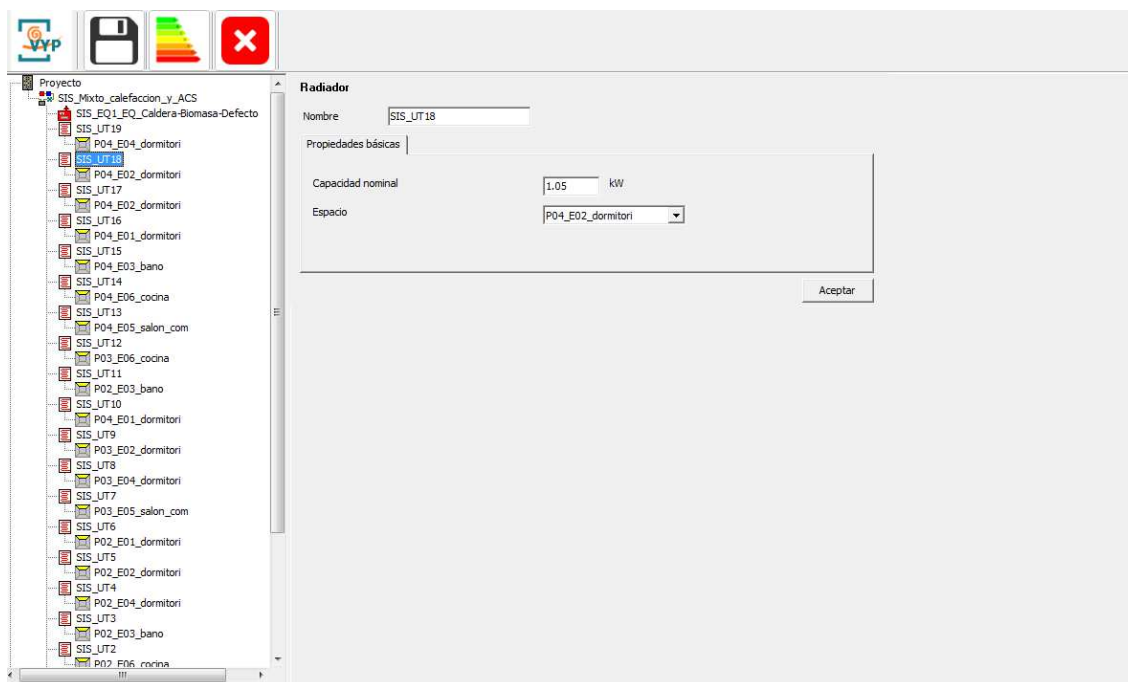 VYP
Proyecto
SIS_Mixto_calefaccion_y_ACS
SIS_EQ1_EQ_Caldera-Biomasa-Defecto
SIS_UT19
P04_E04_dormitori
SIS_UT18
P04_E02_dormitori
SIS_UT17
P04_E02_dormitori
SIS_UT16
P04_E01_dormitori
SIS_UT15
P04_E03_bano
SIS_UT14
P04_E06_cocina
SIS_UT13
P04_E05_salon_com
SIS_UT12
P03_E06_cocina
SIS_UT11
P02_E03_bano
SIS_UT10
P04_E01_dormitori
SIS_UT9
P03_E02_dormitori
SIS_UT8
P03_E04_dormitori
SIS_UT7
P03_E05_salon_com
SIS_UT6
P02_E01_dormitori
SIS_UT5
P02_E02_dormitori
SIS_UT4
P02_E04_dormitori
SIS_UT3
P02_E03_bano
SIS_UT2
P02_E06_cocina
Radiador
Nombre SIS_UT18
Propiedades básicas
Capacidad nominal 1.05 kW
Espacio P04_E02_dormitori
Aceptar